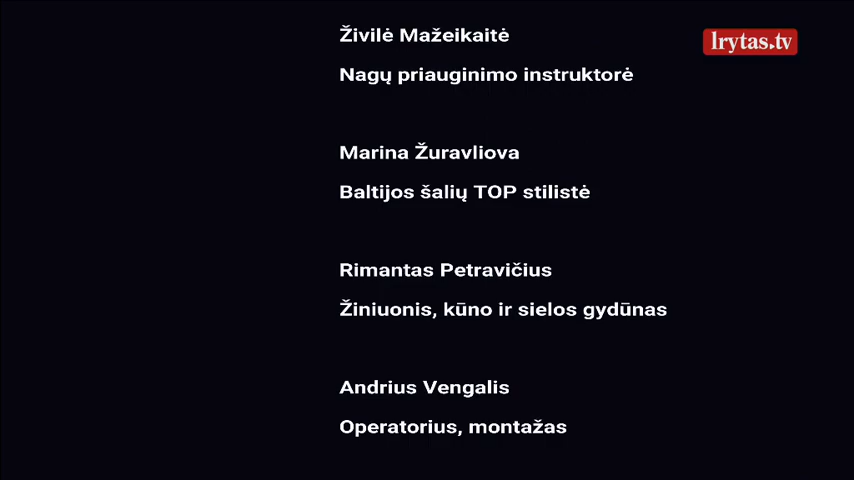 Živilė Mažeikaitė
lrytas.tv
Nagų priauginimo instruktorė
Marina Žuravliova
Baltijos šalių TOP stilistė
Rimantas Petravičius
Žiniuonis, kūno ir sielos gydūnas
Andrius Vengalis
Operatorius, montažas